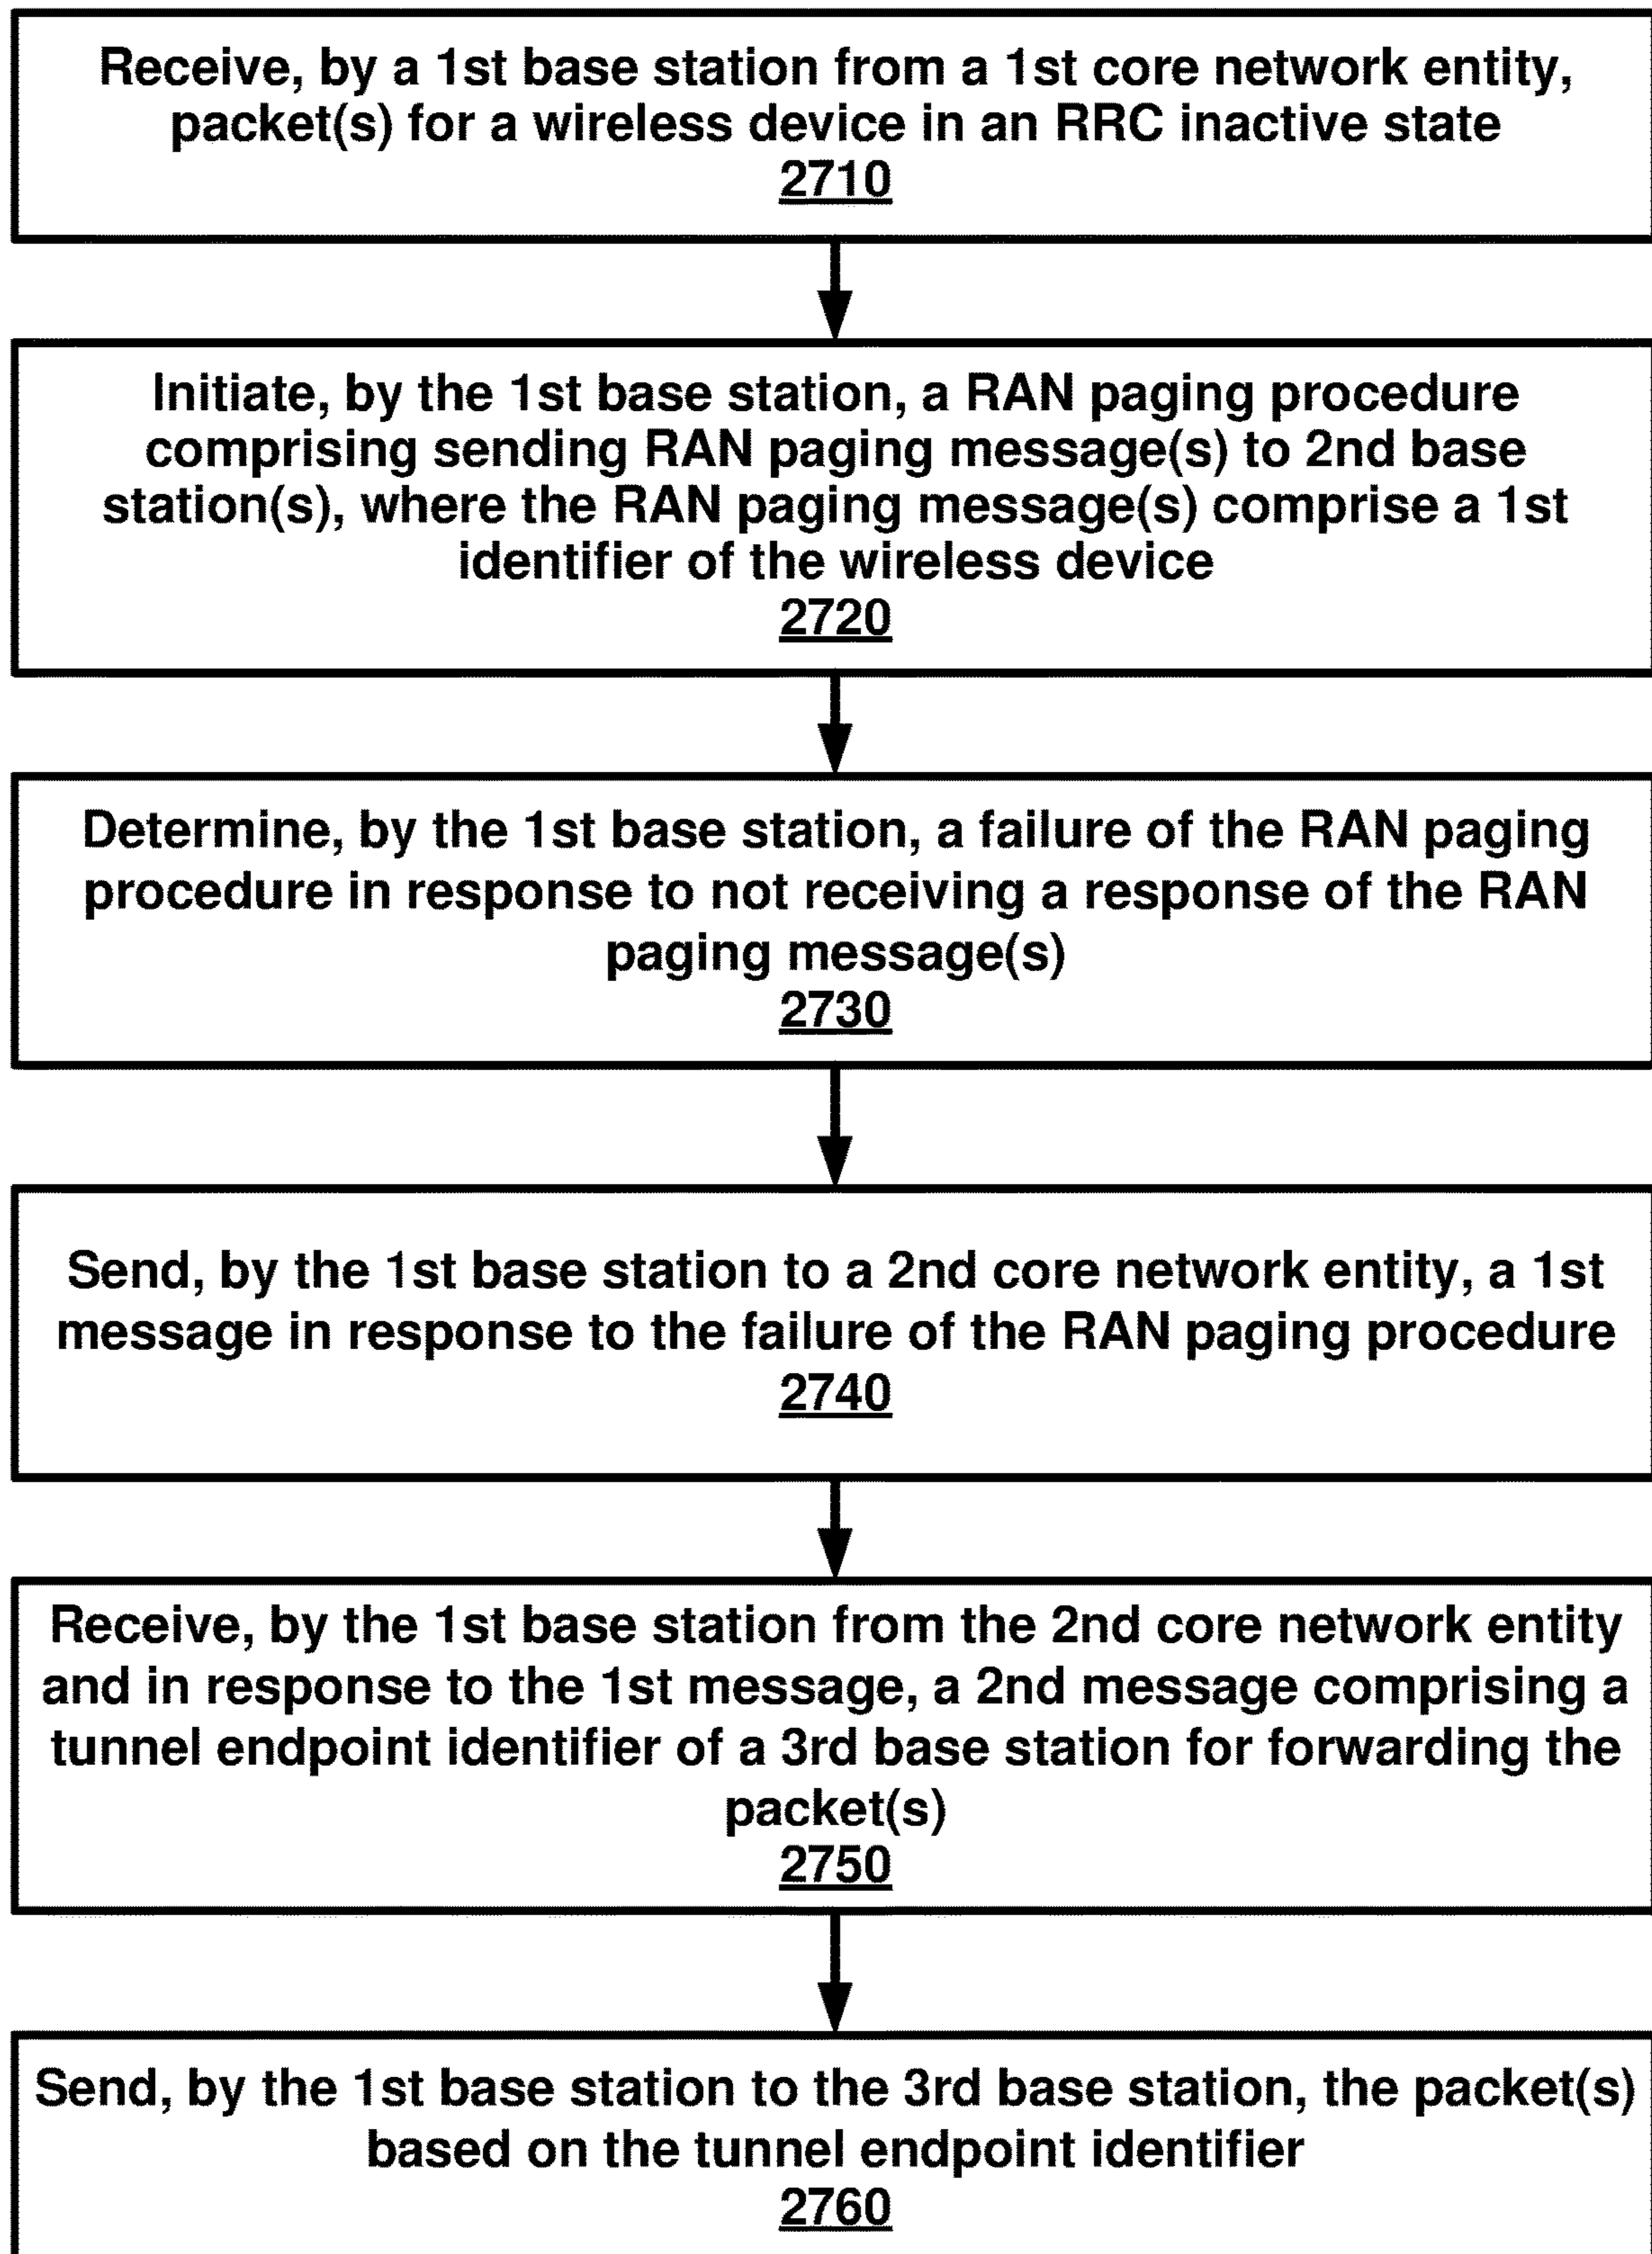 Receive, by a 1st base station from a 1st core network entity,
packet(s) for a wireless device in an RRC inactive state
2710
Initiate, by the 1st base station, a RAN paging procedure
comprising sending RAN paging message(s) to 2nd base
station(s), where the RAN paging message(s) comprise a 1st
identifier of the wireless device
2720
Determine, by the 1st base station, a failure of the RAN paging
procedure in response to not receiving a response of the RAN
paging message(s)
2730
Send, by the 1st base station to a 2nd core network entity, a 1st
message in response to the failure of the RAN paging procedure
2740
Receive, by the 1st base station from the 2nd core network entity
and in response to the 1st message, a 2nd message comprising a
tunnel endpoint identifier of a 3rd base station for forwarding the
packet(s)
2750
Send, by the 1st base station to the 3rd base station, the packet(s)
based on the tunnel endpoint identifier
2760